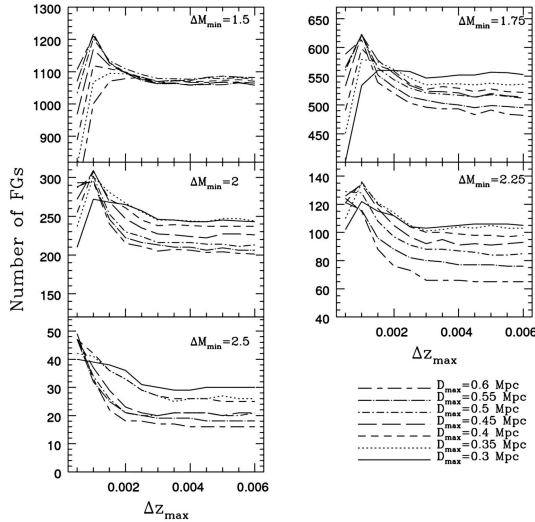 ΔM_min=1.5
1300
1200
1100
1000
900
ΔM_min=1.75
650
600
550
500
450
ΔM_min=2
300
250
200
150
ΔM_min=2.25
140
120
100
80
60
40
0.002 0.004 0.006
Δz_max
ΔM_min=2.5
50
40
30
20
10
0
0.002 0.004 0.006
Δz_max
Number of FGs
D_max=0.6 Mpc
D_max=0.55 Mpc
D_max=0.5 Mpc
D_max=0.45 Mpc
D_max=0.4 Mpc
D_max=0.35 Mpc
D_max=0.3 Mpc